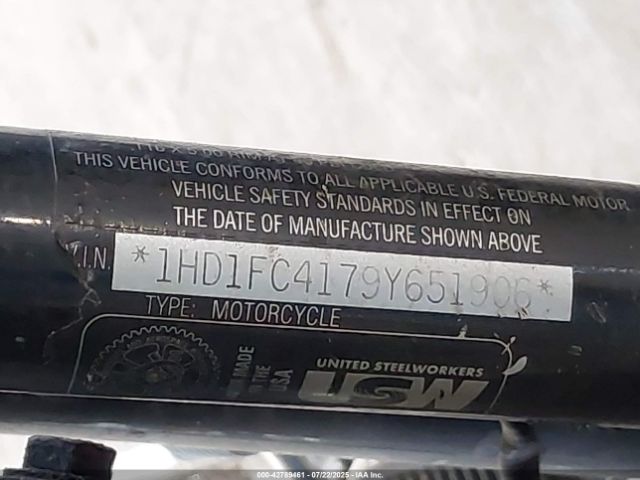 THIS VEHICLE CONFORMS TO ALL APPLICABLE U.S. FEDERAL MOTOR
VEHICLE SAFETY STANDARDS IN EFFECT ON
THE DATE OF MANUFACTURE SHOWN ABOVE
V.I.N. *1HD1FC4179Y651906*
TYPE: MOTORCYCLE
MADE
IN THE
USA
UNITED STEELWORKERS
USW
000-42789461 - 07/22/2025 - IAA Inc.